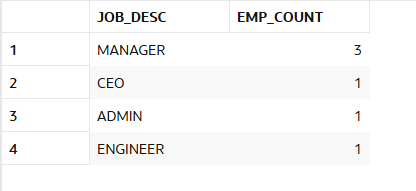 JOB_DESC EMP_COUNT
1 MANAGER 3
2 CEO 1
3 ADMIN 1
4 ENGINEER 1